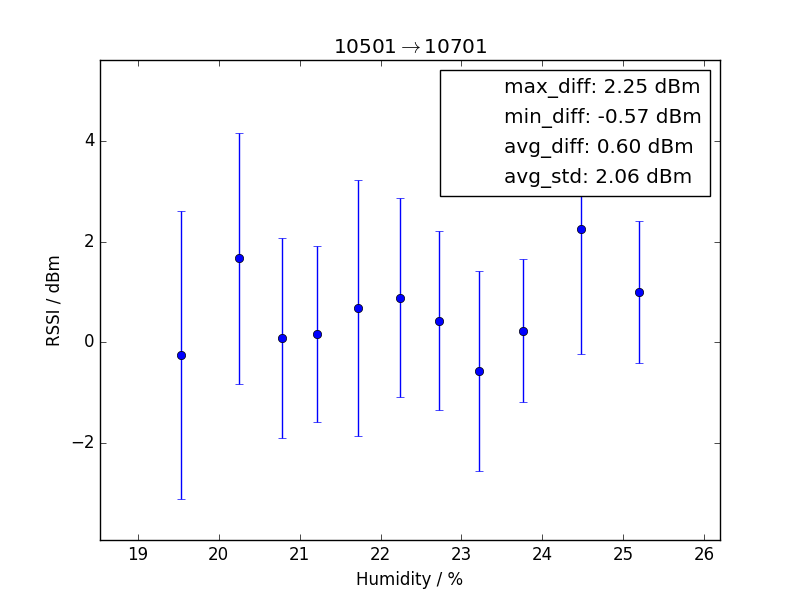 10501→10701
max_diff: 2.25 dBm
min_diff: -0.57 dBm
avg_diff: 0.60 dBm
avg_std: 2.06 dBm
RSSI / dBm
4
2
0
−2
19 20 21 22 23 24 25 26
Humidity / %